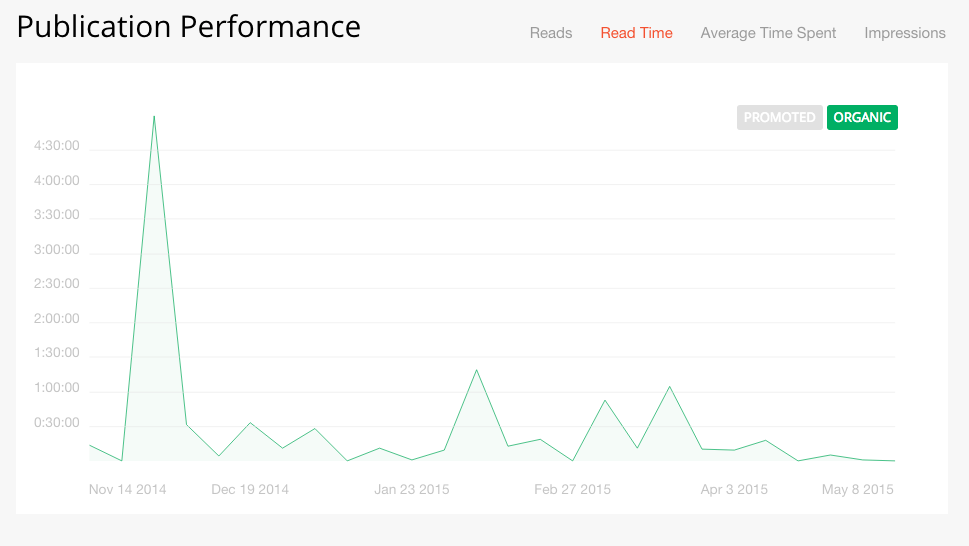 Publication Performance
Reads Read Time Average Time Spent Impressions
PROMOTED ORGANIC
4:30:00
4:00:00
3:30:00
3:00:00
2:30:00
2:00:00
1:30:00
1:00:00
0:30:00
Nov 14 2014 Dec 19 2014 Jan 23 2015 Feb 27 2015 Apr 3 2015 May 8 2015